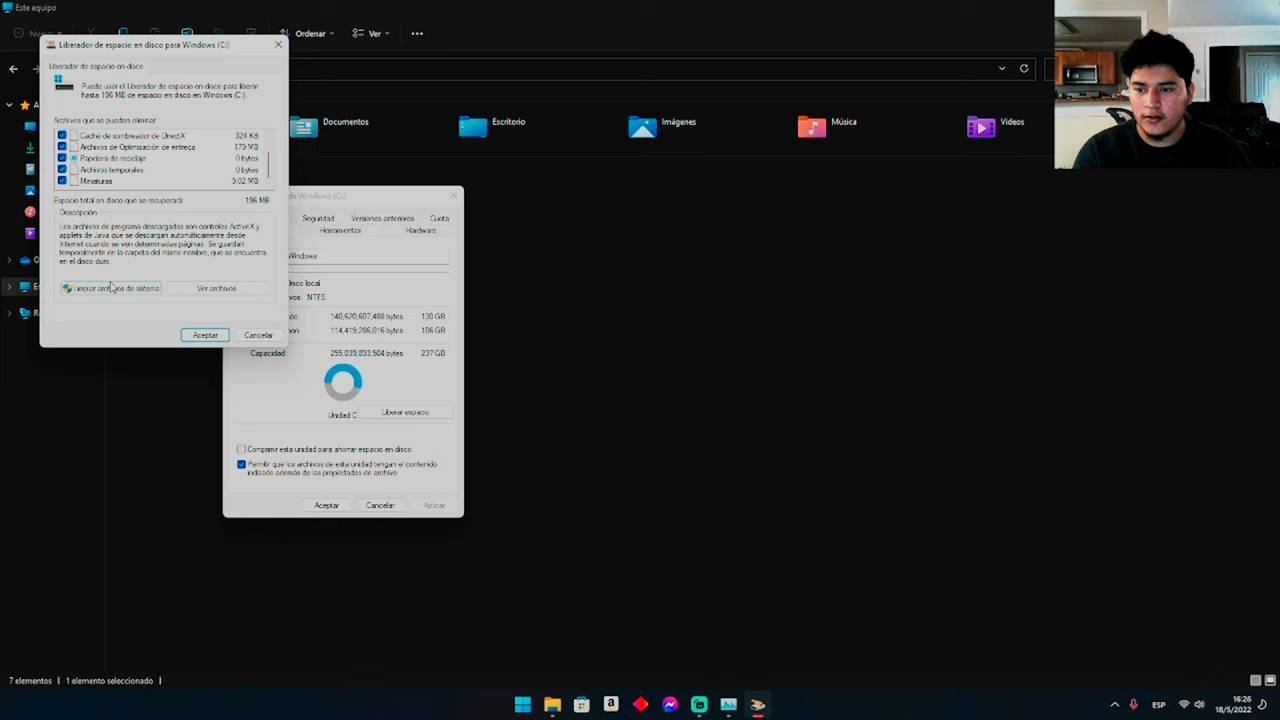 Este equipo
Nuevo
Ordenar
Ver
Liberador de espacio en disco para Windows (C:)
Liberador de espacio en disco
Puede usar el Liberador de espacio en disco para liberar
hasta 196 MB de espacio en disco en Windows (C:).
Archivos que se pueden eliminar
Caché de sombreador de DirectX 324 KB
Archivos de Optimización de entrega 179 MB
Papelera de reciclaje 0 bytes
Archivos temporales 0 bytes
Miniaturas 9.02 MB
Espacio total en disco que se recuperará: 196 MB
Descripción
Los archivos de programa descargados son controles ActiveX y
applets de Java que se descargan automáticamente desde
Internet cuando se ven determinadas páginas. Se guardan
temporalmente en la carpeta del mismo nombre, que se encuentra
en el disco duro.
Limpiar archivos de sistema
Ver archivos
Aceptar
Cancelar
Documentos
Escritorio
Imágenes
Música
Vídeos
de Windows (C:)
Seguridad
Versiones anteriores
Cuota
Herramientas
Hardware
Windows
Disco local
NTFS
140,620,607,488 bytes 130 GB
114,419,286,016 bytes 106 GB
Capacidad: 255,039,893,504 bytes 237 GB
Unidad C
Liberar espacio
Comprimir esta unidad para ahorrar espacio en disco
Permitir que los archivos de esta unidad tengan el contenido
indizado además de las propiedades de archivo
Aceptar
Cancelar
Aplicar
7 elementos
1 elemento seleccionado
ESP
16:26
18/5/2022